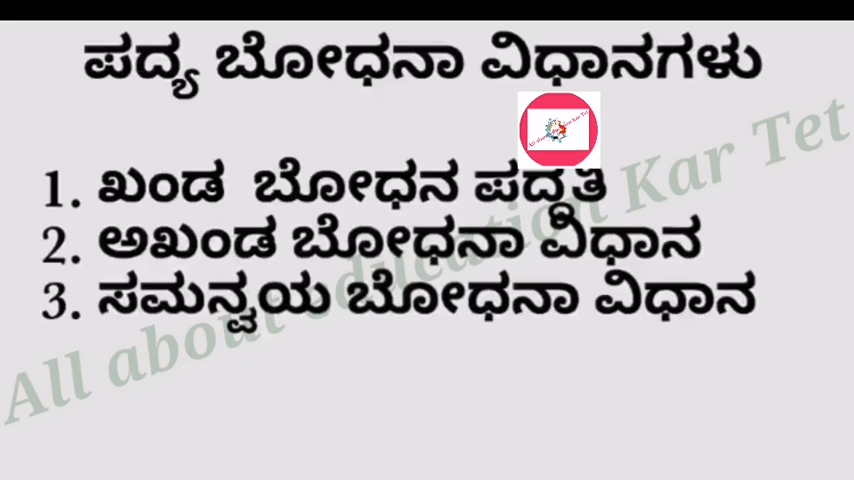 ಪದ್ಯ ಬೋಧನಾ ವಿಧಾನಗಳು
1. ಖಂಡ ಬೋಧನ ಪದ್ಧತಿ
2. ಅಖಂಡ ಬೋಧನಾ ವಿಧಾನ
3. ಸಮನ್ವಯ ಬೋಧನಾ ವಿಧಾನ
All about education Kar Tet